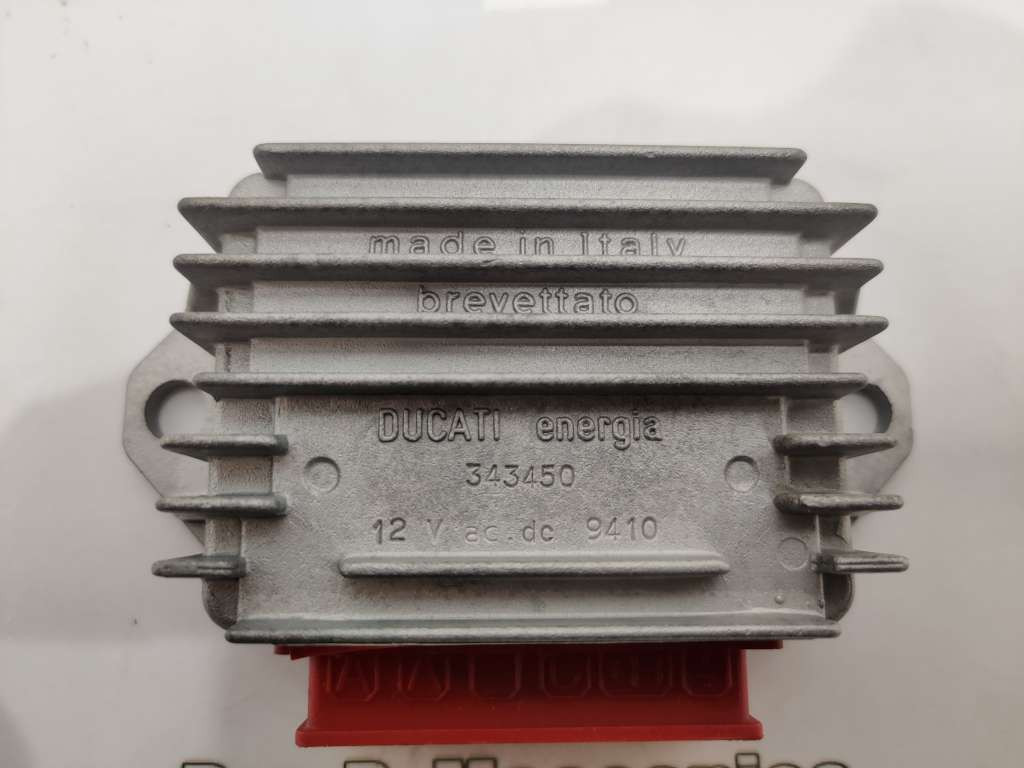 made in Italy
brevettato
DUCATI energia
343450
12 V ac.dc 9410
A A C